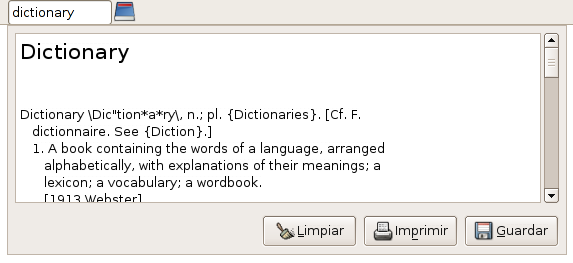 dictionary
Dictionary
Dictionary \Dic"tion*a*ry\, n.; pl. {Dictionaries}. [Cf. F.
dictionnaire. See {Diction}.]
1. A book containing the words of a language, arranged
alphabetically, with explanations of their meanings; a
lexicon; a vocabulary; a wordbook.
[1913 Webster]
Limpiar Imprimir Guardar